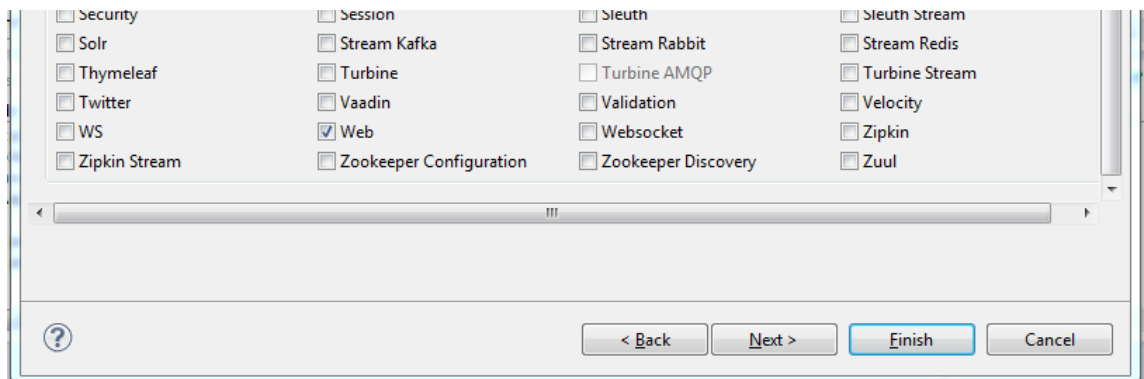 Security Session Sleuth Sleuth Stream
Solr Stream Kafka Stream Rabbit Stream Redis
Thymeleaf Turbine Turbine AMQP Turbine Stream
Twitter Vaadin Validation Velocity
WS Web Websocket Zipkin
Zipkin Stream Zookeeper Configuration Zookeeper Discovery Zuul
? < Back Next > Finish Cancel